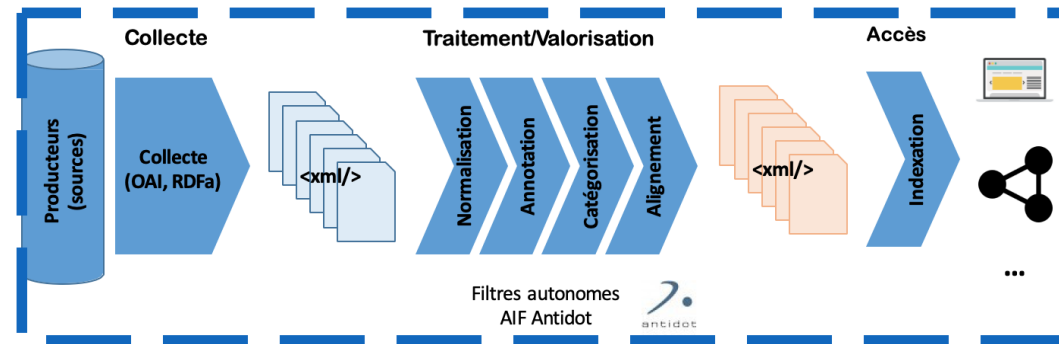 Collecte
Traitement/Valorisation
Accès
Producteurs
(sources)
Collecte
(OAI, RDFa)
<xml/>
Normalisation
Annotation
Catégorisation
Alignement
<xml/>
Indexation
...
Filtres autonomes
AIF Antidot
antidot